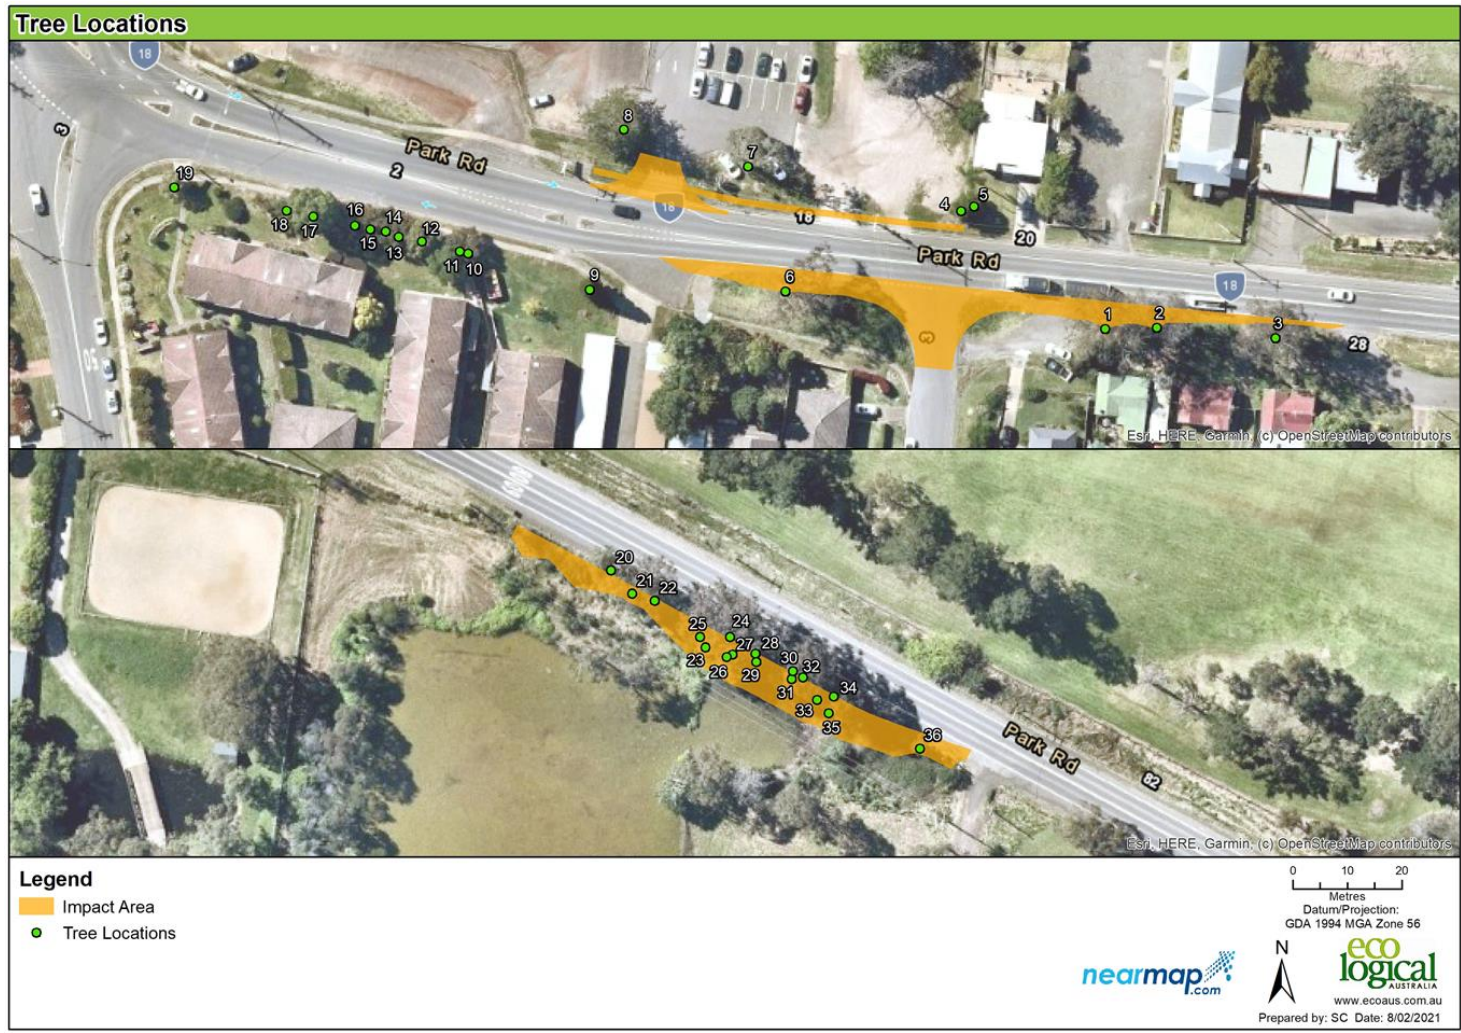 Tree Locations
18
3
Park Rd
2
8
7
19
18
17
16
15
14
13
12
11
10
9
18
4
5
18
20
Park Rd
6
3
1
2
18
3
28
50
Esri, HERE, Garmin, (c) OpenStreetMap contributors
20
21
22
25
24
23
27
28
26
29
30
32
31
34
33
35
36
Park Rd
82
Esri, HERE, Garmin, (c) OpenStreetMap contributors
Legend
Impact Area
Tree Locations
0 10 20
Metres
Datum/Projection:
GDA 1994 MGA Zone 56
nearmap
.com
N
eco
logical
AUSTRALIA
www.ecoaus.com.au
Prepared by: SC Date: 8/02/2021